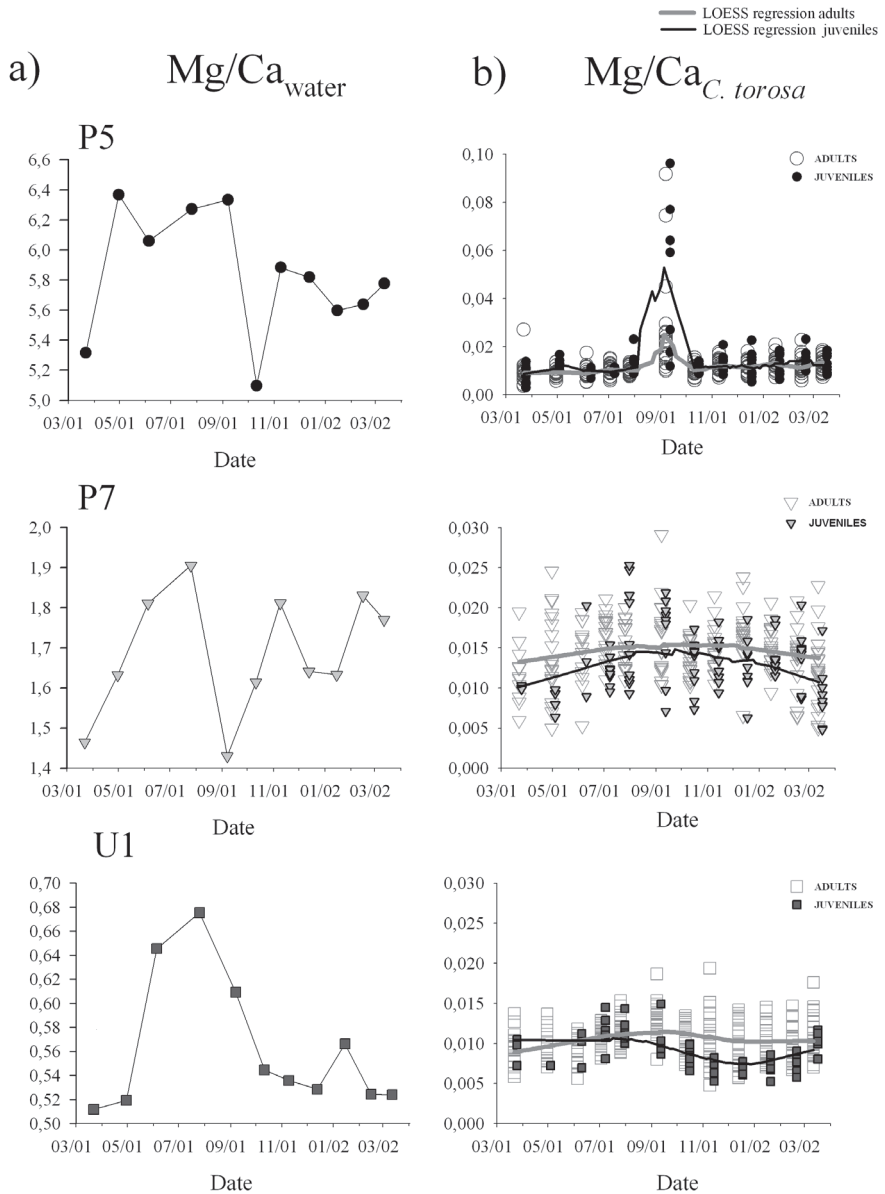 LOESS regression adults
LOESS regression juveniles
a) Mg/Ca water
b) Mg/Ca C. torosa
P5
6,6
6,4
6,2
6,0
5,8
5,6
5,4
5,2
5,0
03/01 05/01 07/01 09/01 11/01 01/02 03/02
Date
0,10
0,08
0,06
0,04
0,02
0,00
03/01 05/01 07/01 09/01 11/01 01/02 03/02
Date
ADULTS
JUVENILES
P7
2,0
1,9
1,8
1,7
1,6
1,5
1,4
03/01 05/01 07/01 09/01 11/01 01/02 03/02
Date
0,030
0,025
0,020
0,015
0,010
0,005
0,000
03/01 05/01 07/01 09/01 11/01 01/02 03/02
Date
ADULTS
JUVENILES
U1
0,70
0,68
0,64
0,60
0,56
0,52
0,50
03/01 05/01 07/01 09/01 11/01 01/02 03/02
Date
0,030
0,025
0,020
0,015
0,010
0,005
0,000
03/01 05/01 07/01 09/01 11/01 01/02 03/02
Date
ADULTS
JUVENILES